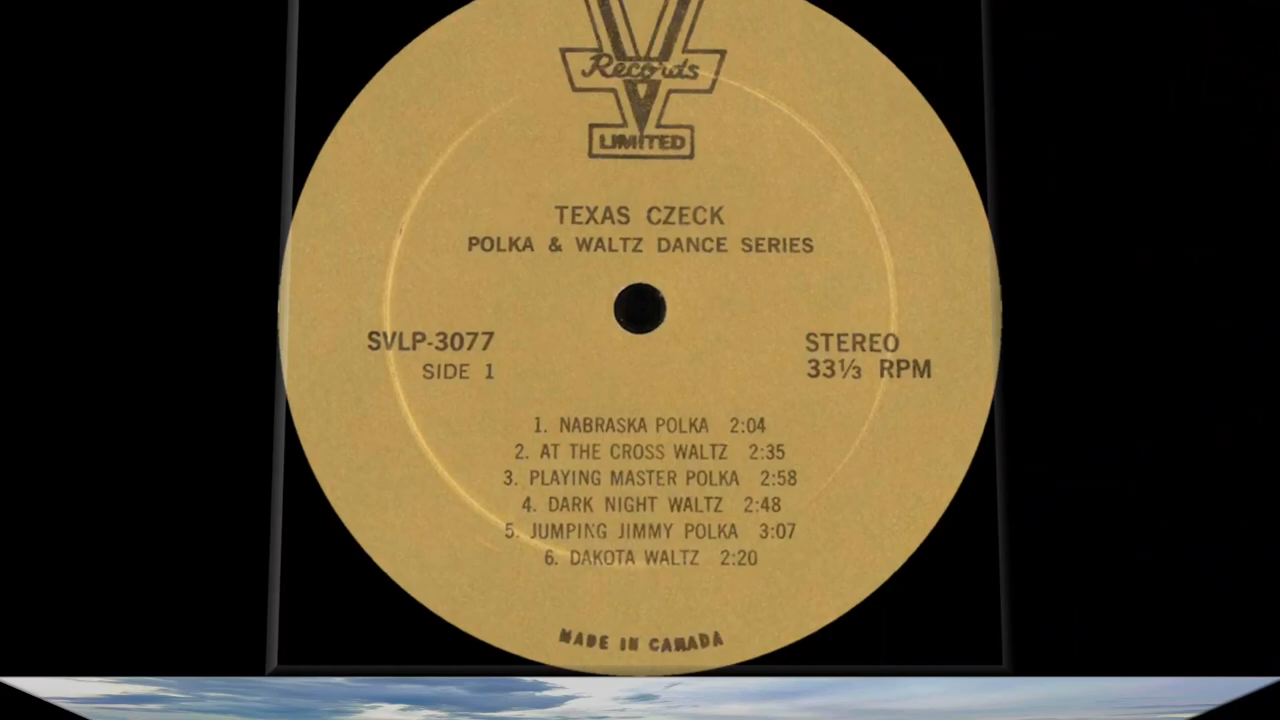 V
Records
LIMITED
TEXAS CZECK
POLKA & WALTZ DANCE SERIES
SVLP-3077
SIDE 1
STEREO
33⅓ RPM
1. NABRASKA POLKA 2:04
2. AT THE CROSS WALTZ 2:35
3. PLAYING MASTER POLKA 2:58
4. DARK NIGHT WALTZ 2:48
5. JUMPING JIMMY POLKA 3:07
6. DAKOTA WALTZ 2:20
MADE IN CANADA